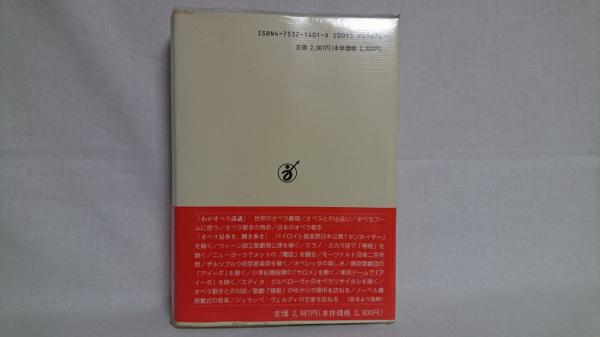 ISBN4-7532-1401-X C0095 P2987E
定価 2,987円(本体価格 2,900円)
「わがオペラ談議」 世界のオペラ劇場/オペラとの出会い/オペラブー
ムに思う/オペラ歌手の寿命/日本のオペラ歌手
「オペラ見歩き、聞き歩き」 バイロイト音楽祭日本公演「タンホイザー」
を聴く/ウィーン国立歌劇場公演を聴く/ミラノ・スカラ座で「椿姫」を
聴く/ニューヨークでメットの「魔笛」を観る/モーツァルト没後二百年
祭/ザルツブルク音楽祭を聴く/オペレッタの楽しさ/藤原歌劇団の
「アイーダ」を聴く/小澤征爾指揮の「サロメ」を聴く/東京ドームで「ア
イーダ」を聴く/エディタ・グルベローヴァのオペラリサイタルを聴く/
オペラ歌手との対談/歌劇「椿姫」のゆかりの場所を訪ねる/ノーベル賞
授賞式の音楽/ジュゼッペ・ヴェルディの生家を訪ねる (目次より抜粋)
定価 2,987円(本体価格 2,900円)